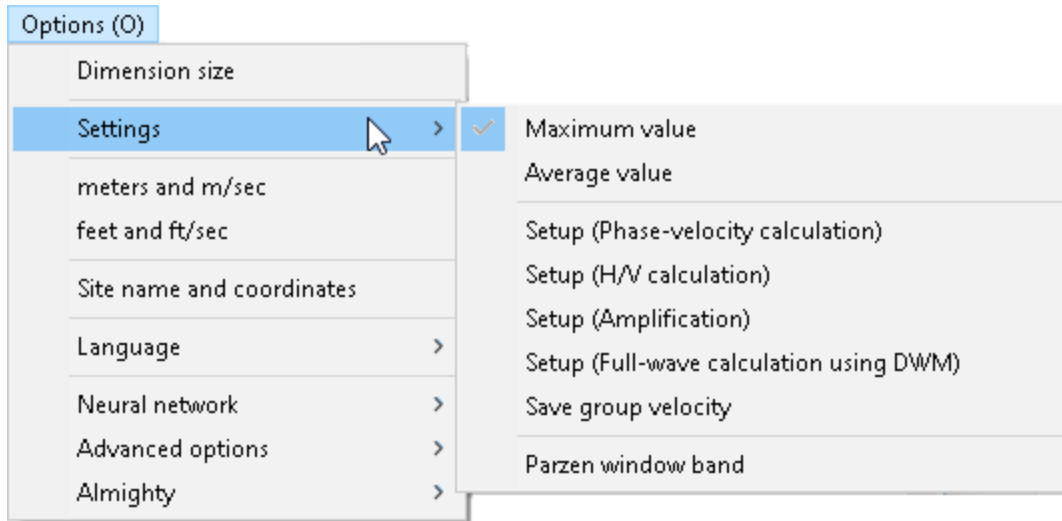 Options (O)
Dimension size
Settings
meters and m/sec
feet and ft/sec
Site name and coordinates
Language
Neural network
Advanced options
Almighty
Maximum value
Average value
Setup (Phase-velocity calculation)
Setup (H/V calculation)
Setup (Amplification)
Setup (Full-wave calculation using DWM)
Save group velocity
Parzen window band